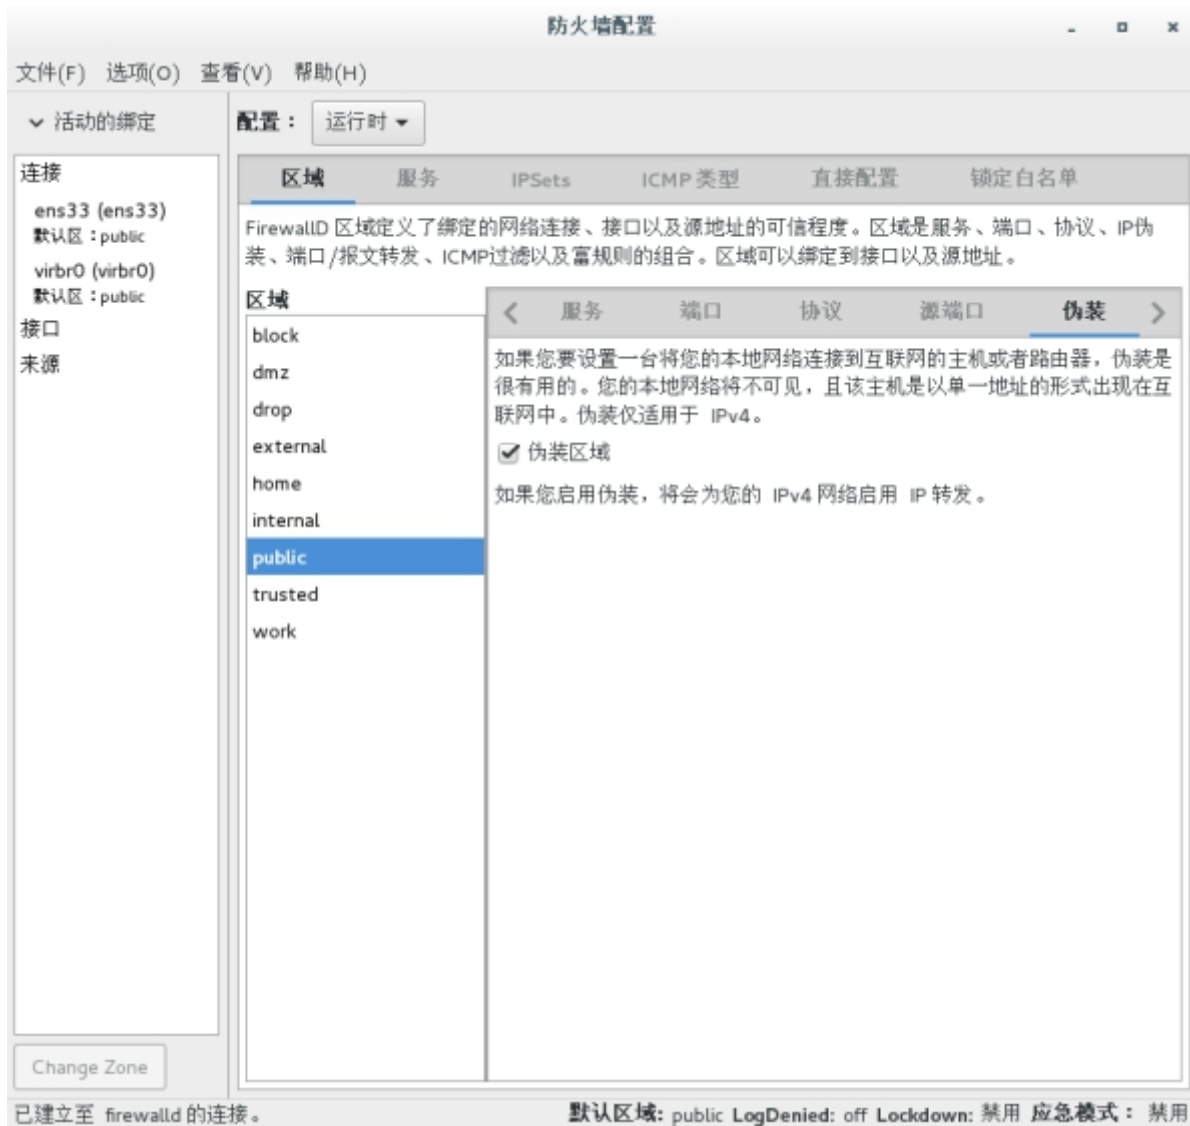 防火墙配置
文件(F) 选项(O) 查看(V) 帮助(H)
活动的绑定
配置： 运行时
连接
ens33 (ens33)
默认区：public
virbr0 (virbr0)
默认区：public
接口
来源
区域 服务 IPSets ICMP 类型 直接配置 锁定白名单
FirewallD 区域定义了绑定的网络连接、接口以及源地址的可信程度。区域是服务、端口、协议、IP伪
装、端口/报文转发、ICMP过滤以及富规则的组合。区域可以绑定到接口以及源地址。
区域
block
dmz
drop
external
home
internal
public
trusted
work
服务 端口 协议 源端口 伪装
如果您要设置一台将您的本地网络连接到互联网的主机或者路由器，伪装是
很有用的。您的本地网络将不可见，且该主机是以单一地址的形式出现在互
联网中。伪装仅适用于 IPv4。
伪装区域
如果您启用伪装，将会为您的 IPv4 网络启用 IP 转发。
Change Zone
已建立至 firewalld 的连接。
默认区域: public LogDenied: off Lockdown: 禁用 应急模式： 禁用